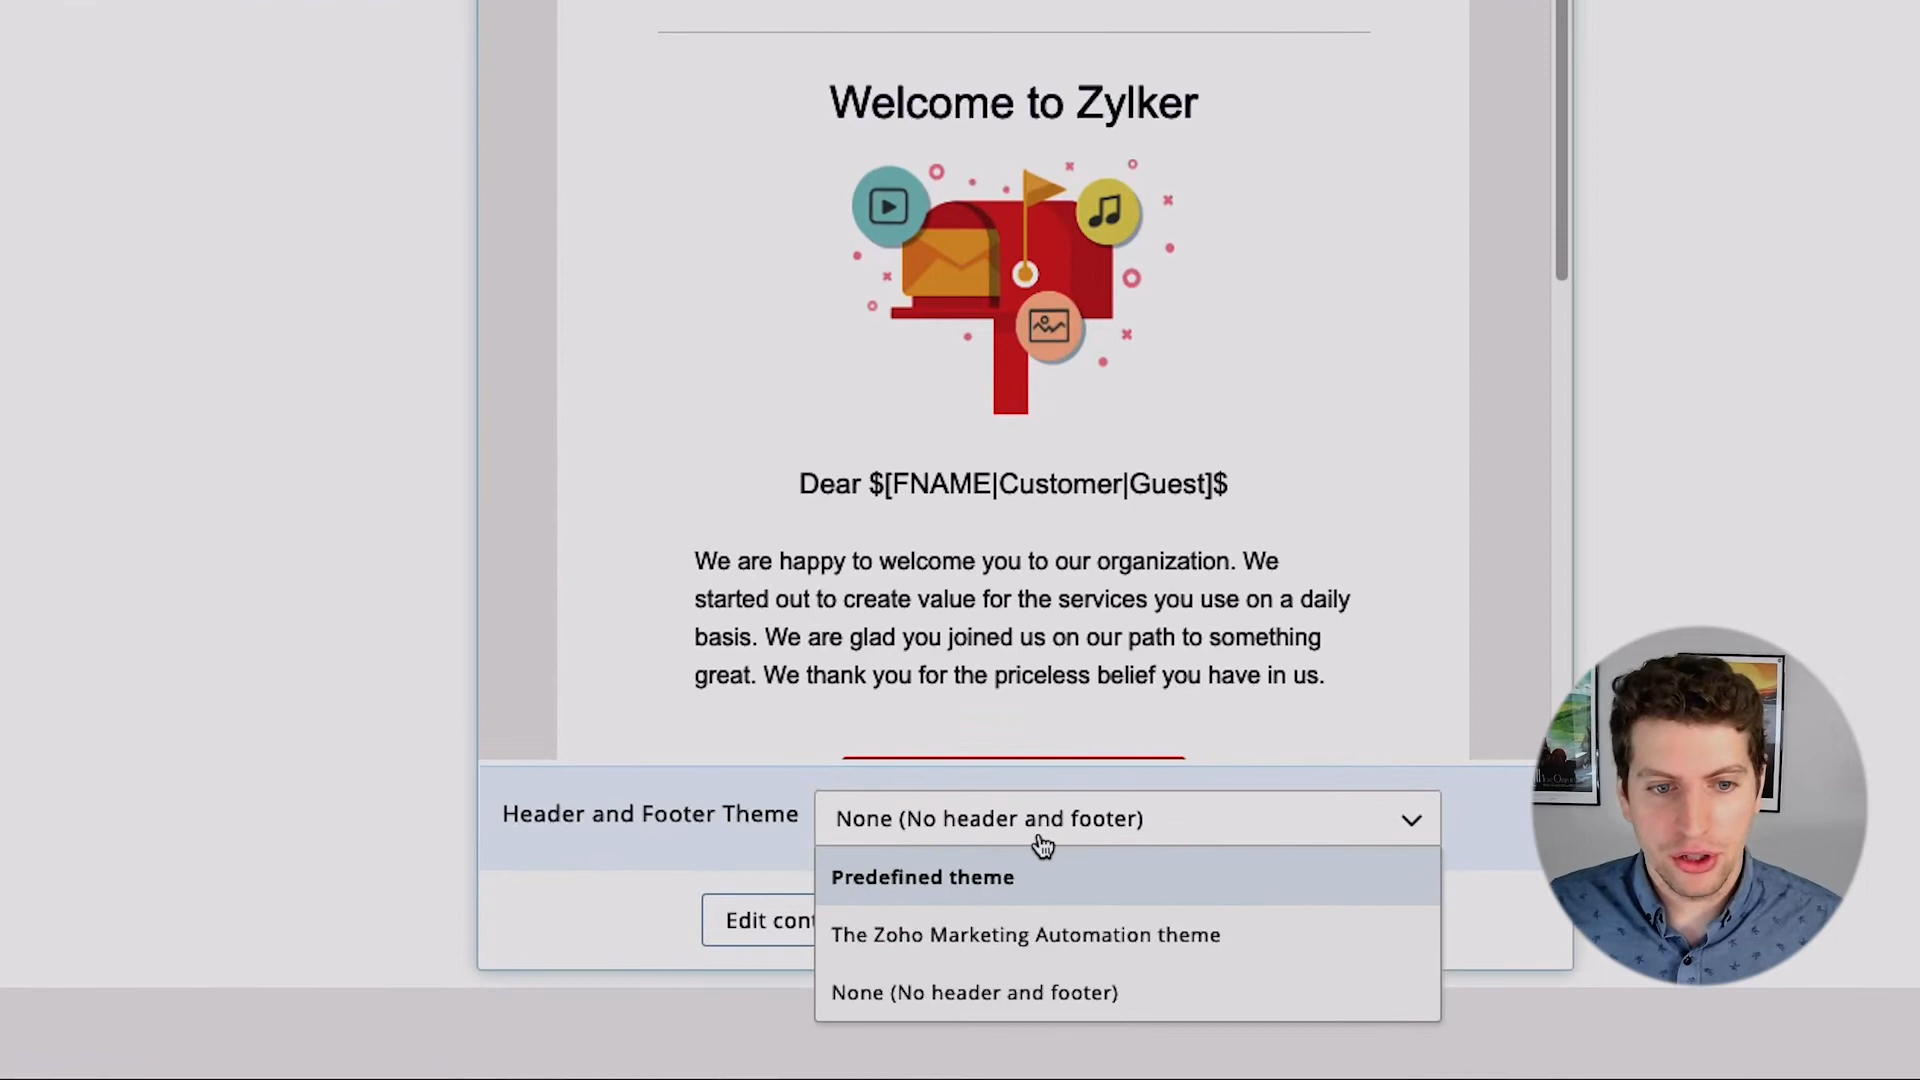 Welcome to Zylker
Dear $[FNAME|Customer|Guest]$
We are happy to welcome you to our organization. We
started out to create value for the services you use on a daily
basis. We are glad you joined us on our path to something
great. We thank you for the priceless belief you have in us.
Header and Footer Theme
None (No header and footer)
Predefined theme
Edit cont
The Zoho Marketing Automation theme
None (No header and footer)